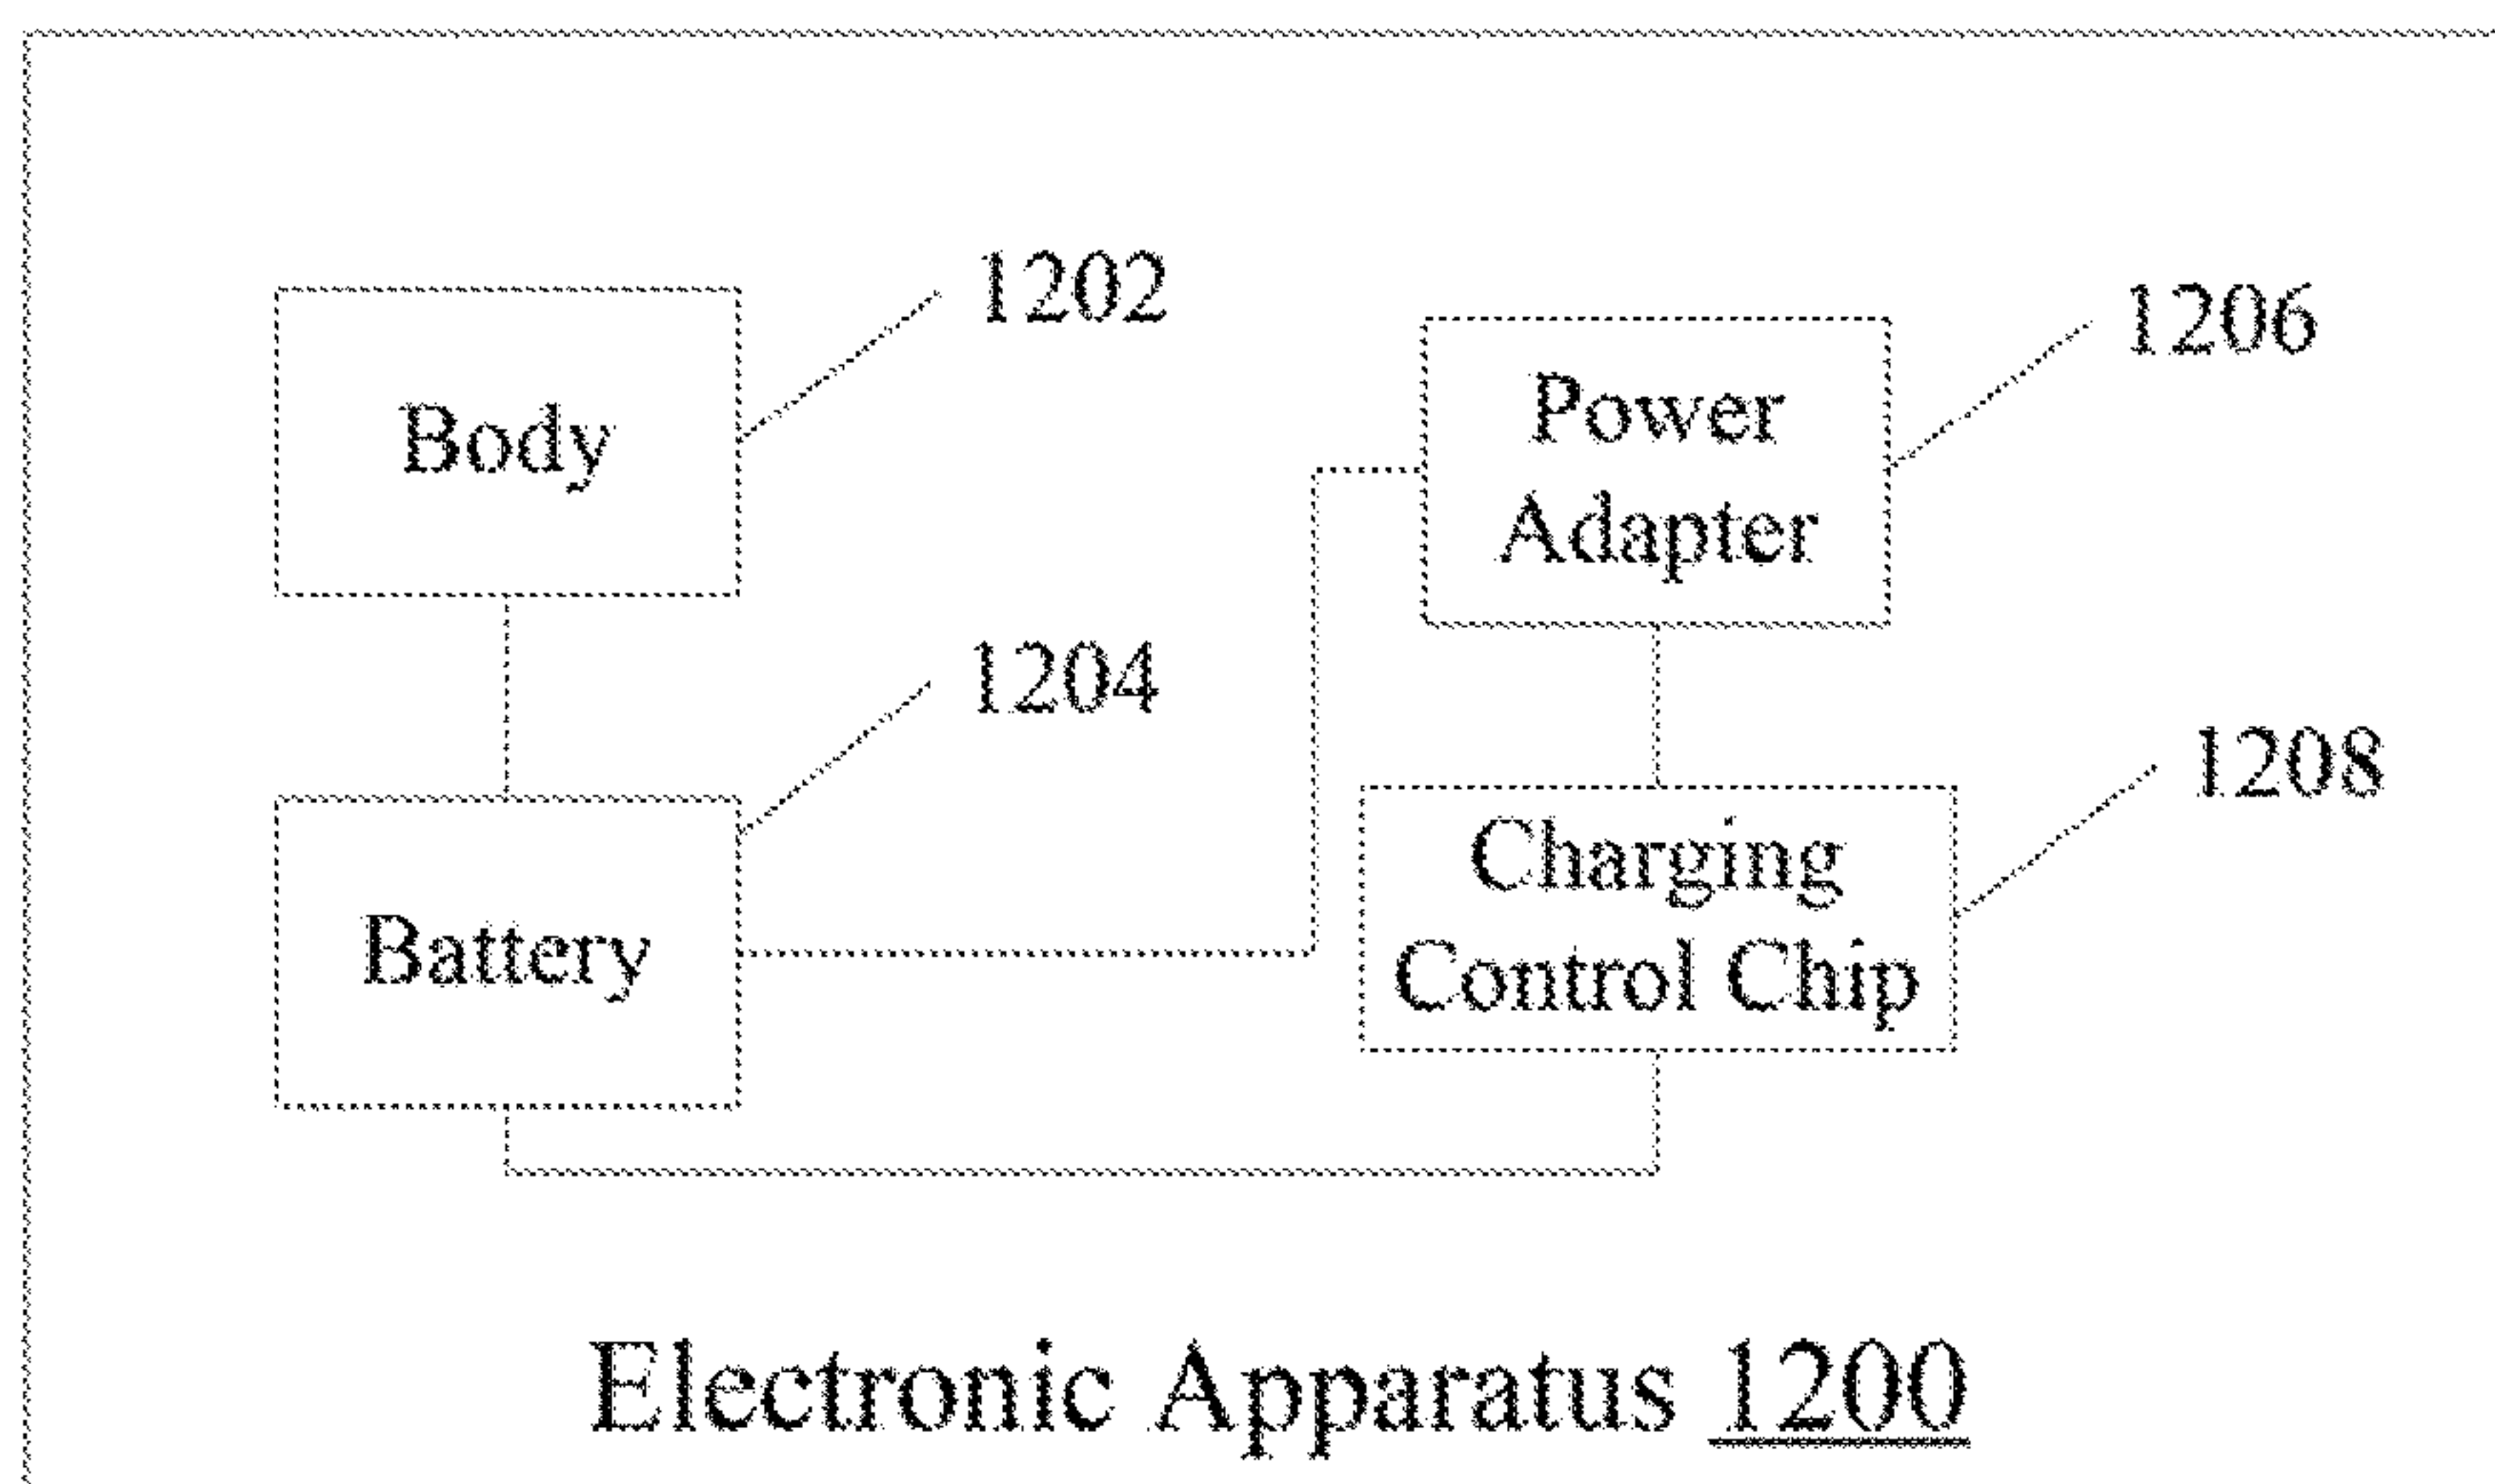 1202
Body
1206
Power
Adapter
1204
1208
Charging
Control Chip
Battery
Electronic Apparatus 1200